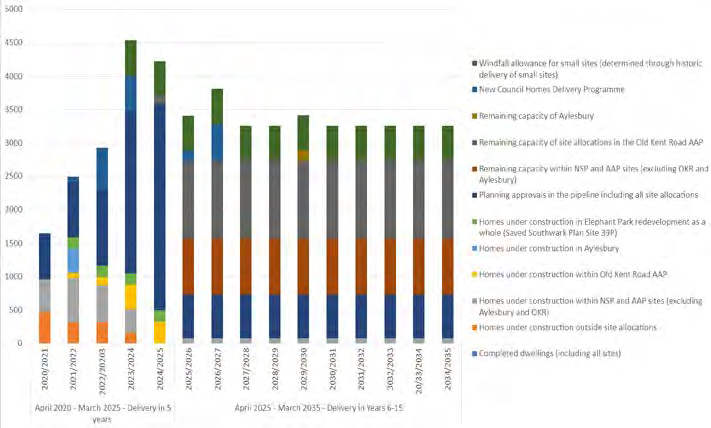 5000
4500
4000
3500
3000
2500
2000
1500
1000
500
0
2020/2021
2021/2022
2022/20203
2023/2024
2024/2025
2025/2026
2026/2027
2027/2028
2028/2029
2029/2030
2030/2031
2031/2032
3032/2033
20/33/2034
2034/2035
April 2020 - March 2025 - Delivery in 5
years
April 2025 - March 2035 - Delivery in Years 6-15
Windfall allowance for small sites (determined through historic
delivery of small sites)
New Council Homes Delivery Programme
Remaining capacity of Aylesbury
Remaining capacity of site allocations in the Old Kent Road AAP
Remaining capacity within NSP and AAP sites (excluding OKR and
Aylesbury)
Planning approvals in the pipeline including all site allocations
Homes under construction in Elephant Park redevelopment as a
whole (Saved Southwark Plan Site 39P)
Homes under construction in Aylesbury
Homes under construction within Old Kent Road AAP
Homes under construction within NSP and AAP sites (excluding
Aylesbury and OKR)
Homes under construction outside site allocations
Completed dwellings (including all sites)